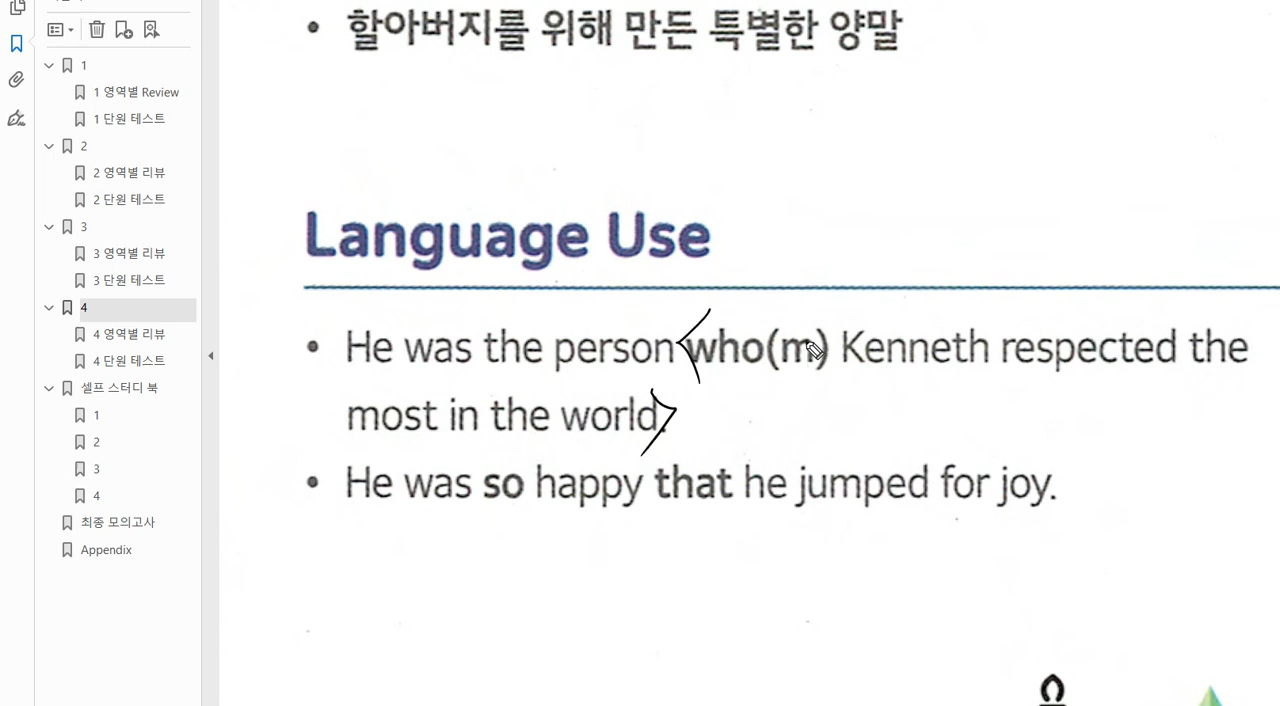 1
1 영역별 Review
1 단원 테스트
2
2 영역별 리뷰
2 단원 테스트
3
3 영역별 리뷰
3 단원 테스트
4
4 영역별 리뷰
4 단원 테스트
셀프 스터디 북
1
2
3
4
최종 모의고사
Appendix
• 할아버지를 위해 만든 특별한 양말
Language Use
• He was the person who(m) Kenneth respected the
most in the world.
• He was so happy that he jumped for joy.